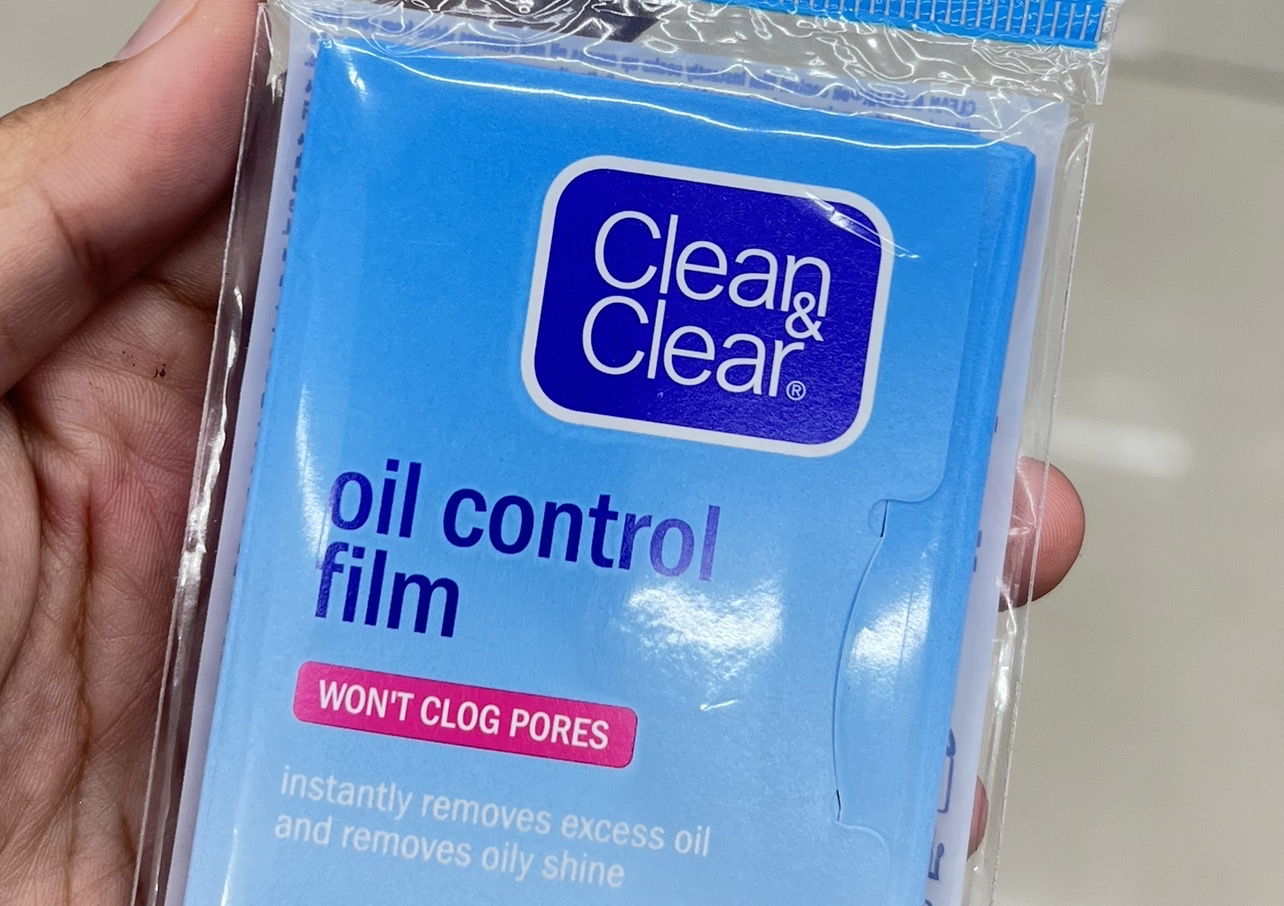 Clean
&
Clear®
oil control
film
WON'T CLOG PORES
instantly removes excess oil
and removes oily shine